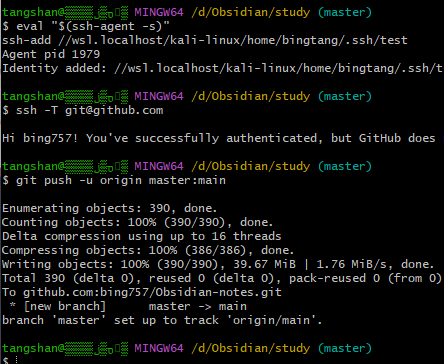 tangshan@ MINGW64 /d/Obsidian/study (master)
$ eval "$(ssh-agent -s)"
ssh-add //wsl.localhost/kali-linux/home/bingtang/.ssh/test
Agent pid 1979
Identity added: //wsl.localhost/kali-linux/home/bingtang/.ssh/t
tangshan@ MINGW64 /d/Obsidian/study (master)
$ ssh -T git@github.com
Hi bing757! You've successfully authenticated, but GitHub does
tangshan@ MINGW64 /d/Obsidian/study (master)
$ git push -u origin master:main
Enumerating objects: 390, done.
Counting objects: 100% (390/390), done.
Delta compression using up to 16 threads
Compressing objects: 100% (386/386), done.
Writing objects: 100% (390/390), 39.67 MiB | 1.76 MiB/s, done.
Total 390 (delta 0), reused 0 (delta 0), pack-reused 0 (from 0)
To github.com:bing757/Obsidian-notes.git
 * [new branch]      master -> main
branch 'master' set up to track 'origin/main'.
tangshan@ MINGW64 /d/Obsidian/study (master)
$